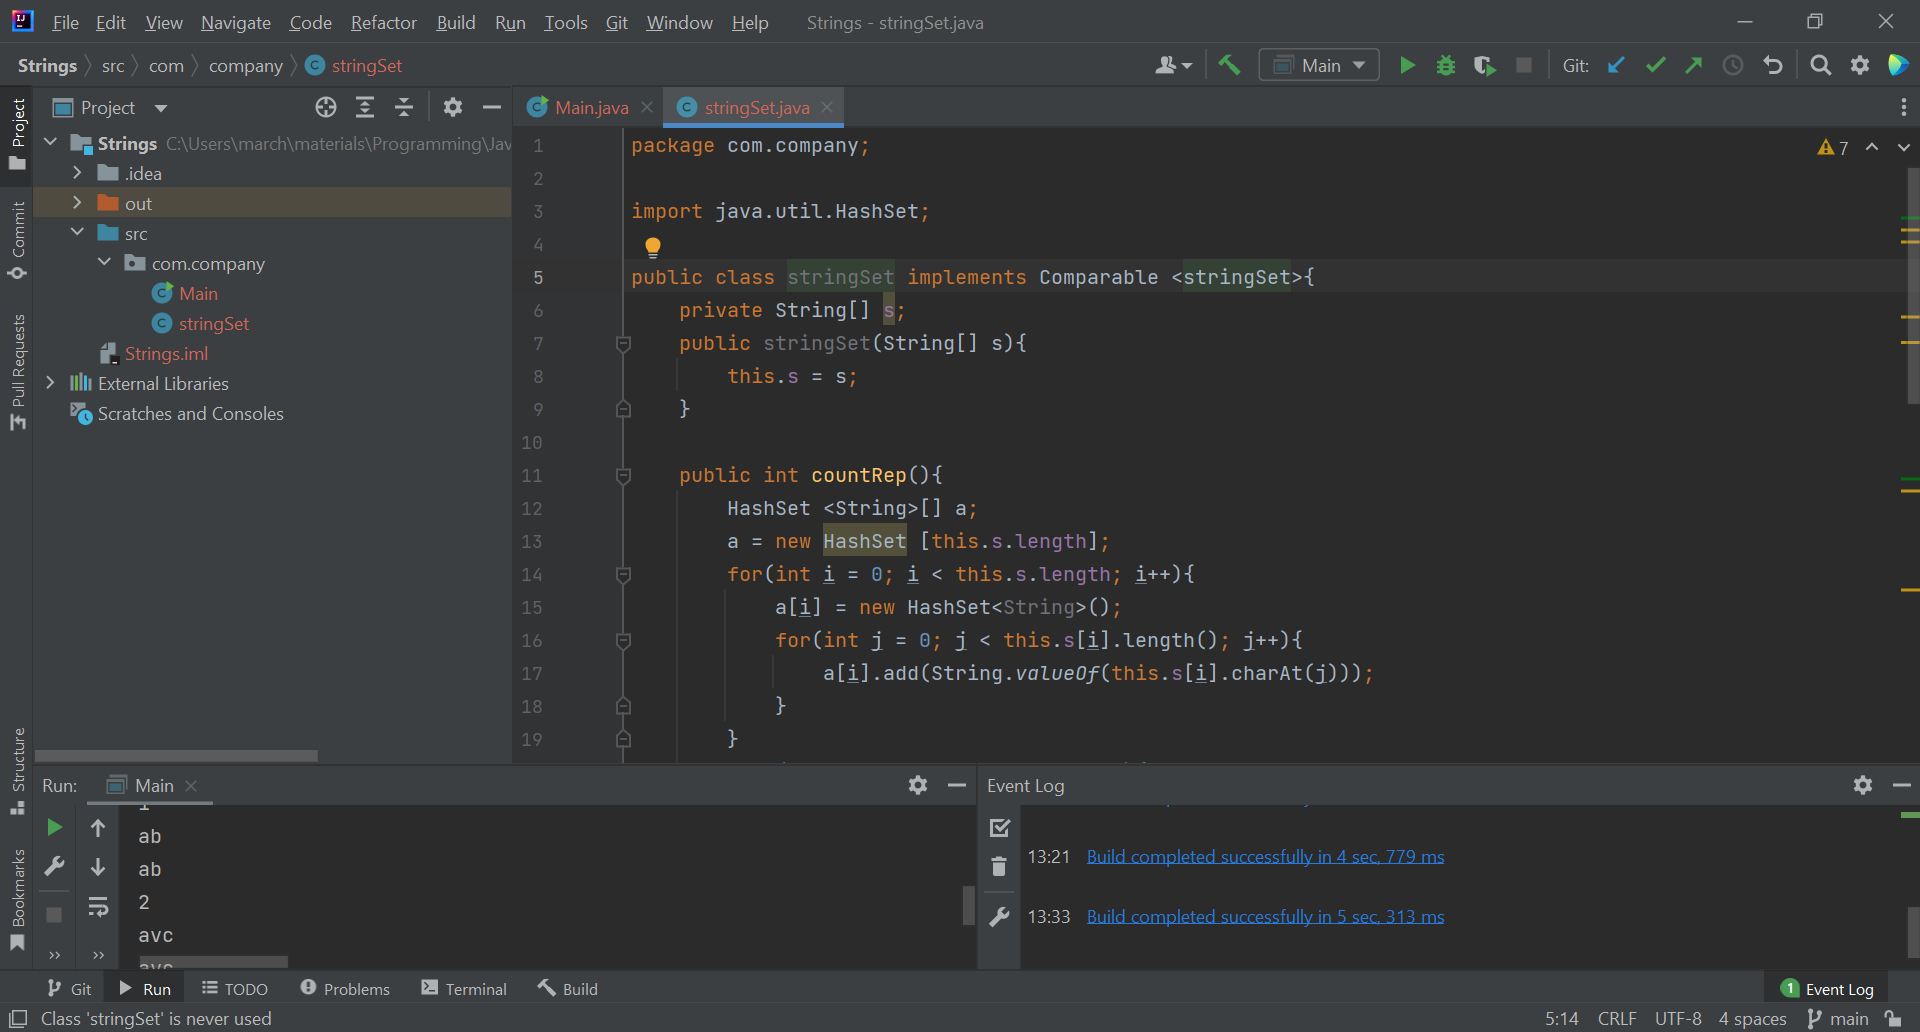 File Edit View Navigate Code Refactor Build Run Tools Git Window Help Strings - stringSet.java
Strings src com company stringSet Main Git:
Project
Commit
Pull Requests
Structure
Bookmarks
Project
Strings C:\Users\march\materials\Programming\Jav
.idea
out
src
com.company
Main
stringSet
Strings.iml
External Libraries
Scratches and Consoles
Main.java stringSet.java
7
1 package com.company;
2
3 import java.util.HashSet;
4
5 public class stringSet implements Comparable <stringSet>{
6 private String[] s;
7 public stringSet(String[] s){
8 this.s = s;
9 }
10
11 public int countRep(){
12 HashSet <String>[] a;
13 a = new HashSet [this.s.length];
14 for(int i = 0; i < this.s.length; i++){
15 a[i] = new HashSet<String>();
16 for(int j = 0; j < this.s[i].length(); j++){
17 a[i].add(String.valueOf(this.s[i].charAt(j)));
18 }
19 }
Run: Main
ab
ab
2
avc
Event Log
13:21 Build completed successfully in 4 sec, 779 ms
13:33 Build completed successfully in 5 sec, 313 ms
Git Run TODO Problems Terminal Build 1 Event Log
Class 'stringSet' is never used 5:14 CRLF UTF-8 4 spaces main